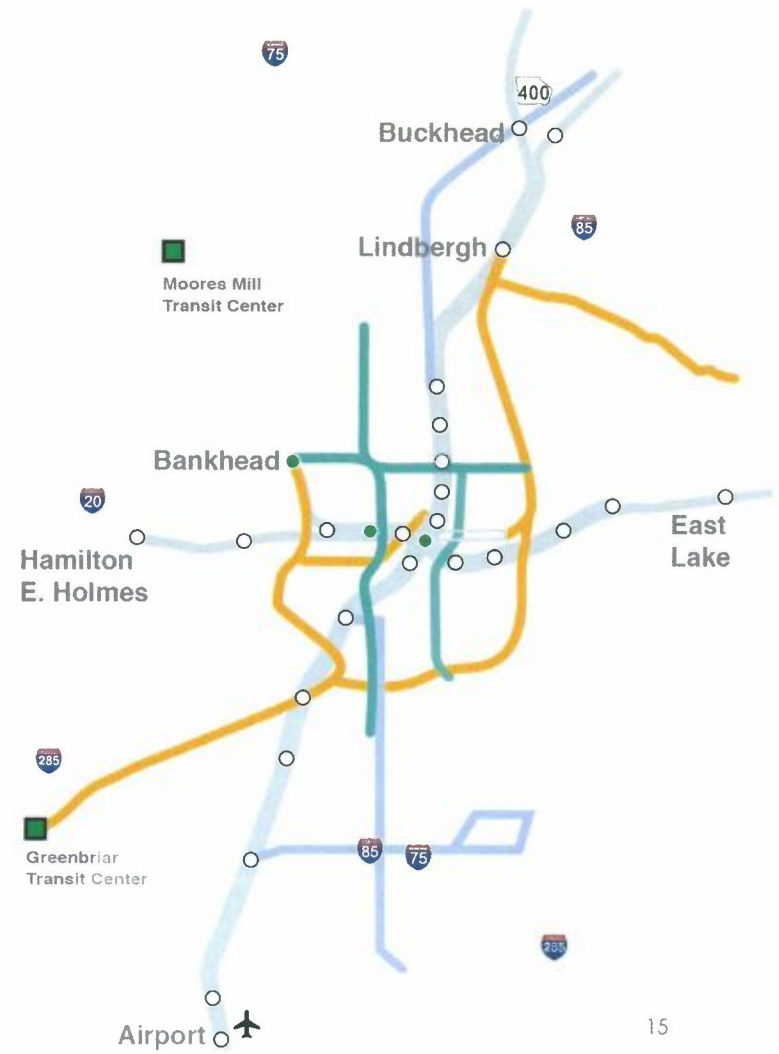 75
400
Buckhead
85
Lindbergh
Moores Mill
Transit Center
Bankhead
20
East
Lake
Hamilton
E. Holmes
285
85
75
Greenbriar
Transit Center
285
15
Airport